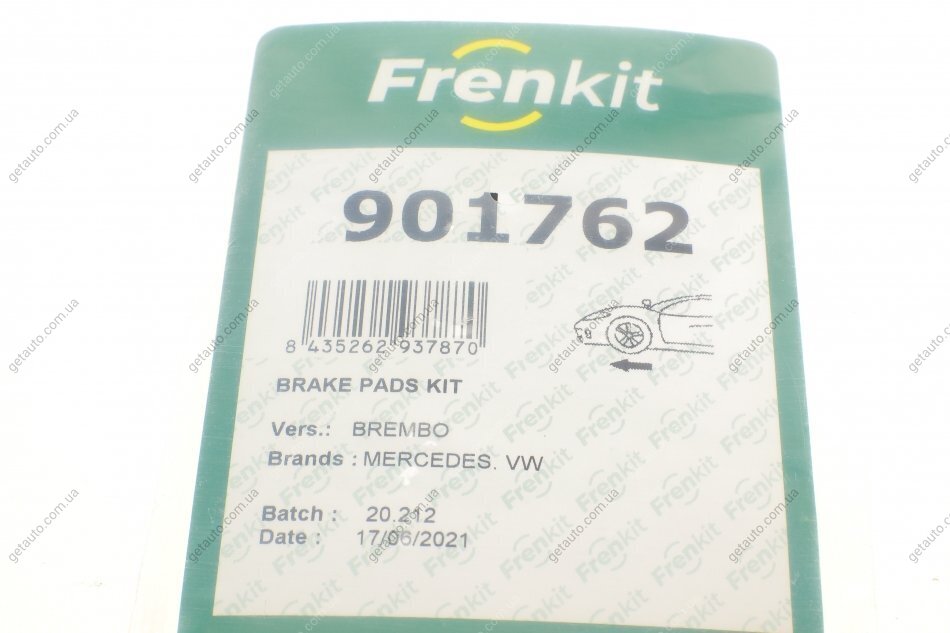 Frenkit
901762
8 435262 937870
BRAKE PADS KIT
Vers.: BREMBO
Brands : MERCEDES. VW
Batch : 20.212
Date : 17/06/2021
getauto.com.ua